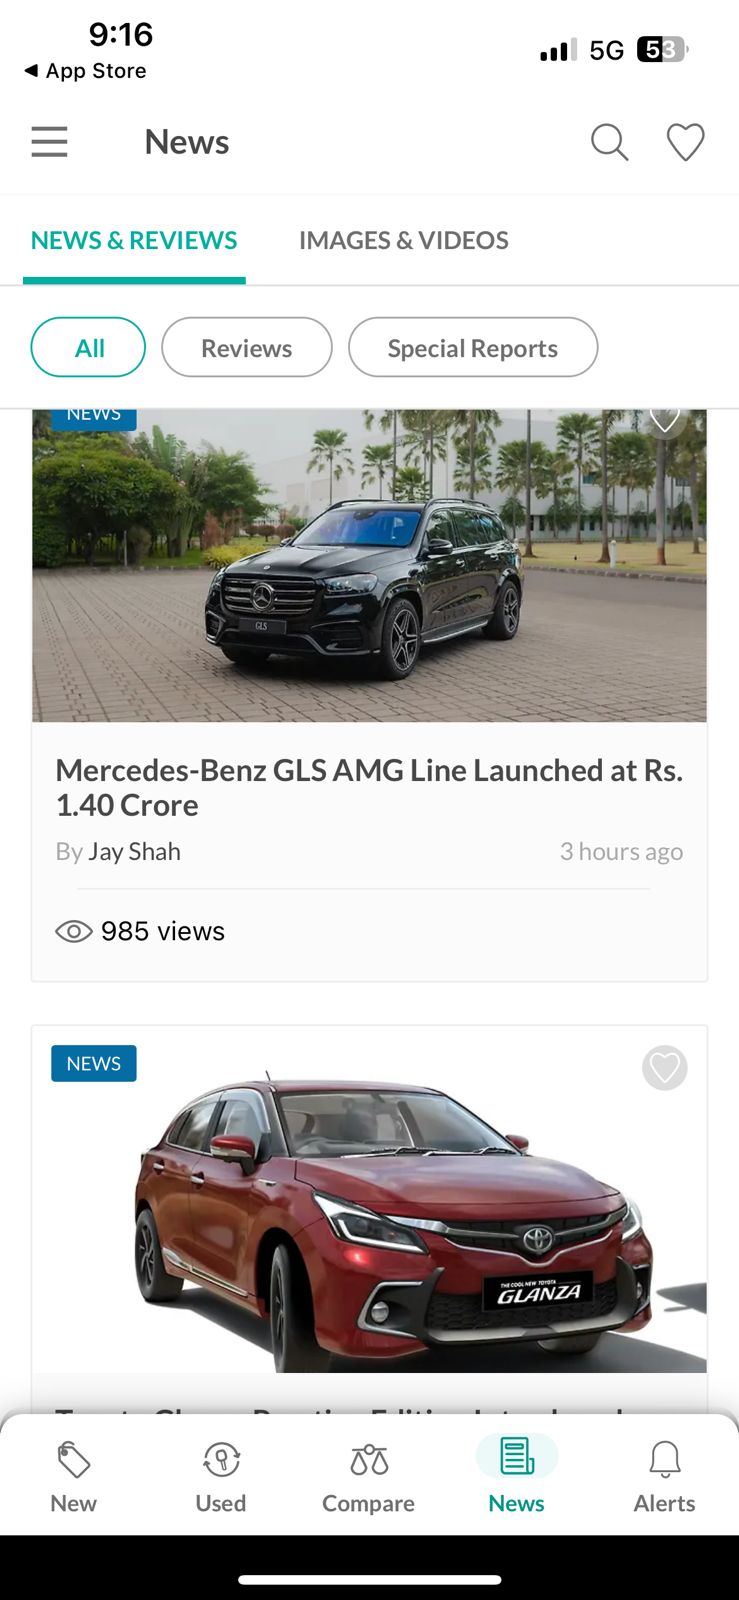 9:16
5G 53
◀ App Store
News
NEWS & REVIEWS IMAGES & VIDEOS
All Reviews Special Reports
NEWS
GLS
Mercedes-Benz GLS AMG Line Launched at Rs.
1.40 Crore
By Jay Shah 3 hours ago
985 views
NEWS
THE COOL NEW TOYOTA
GLANZA
New Used Compare News Alerts